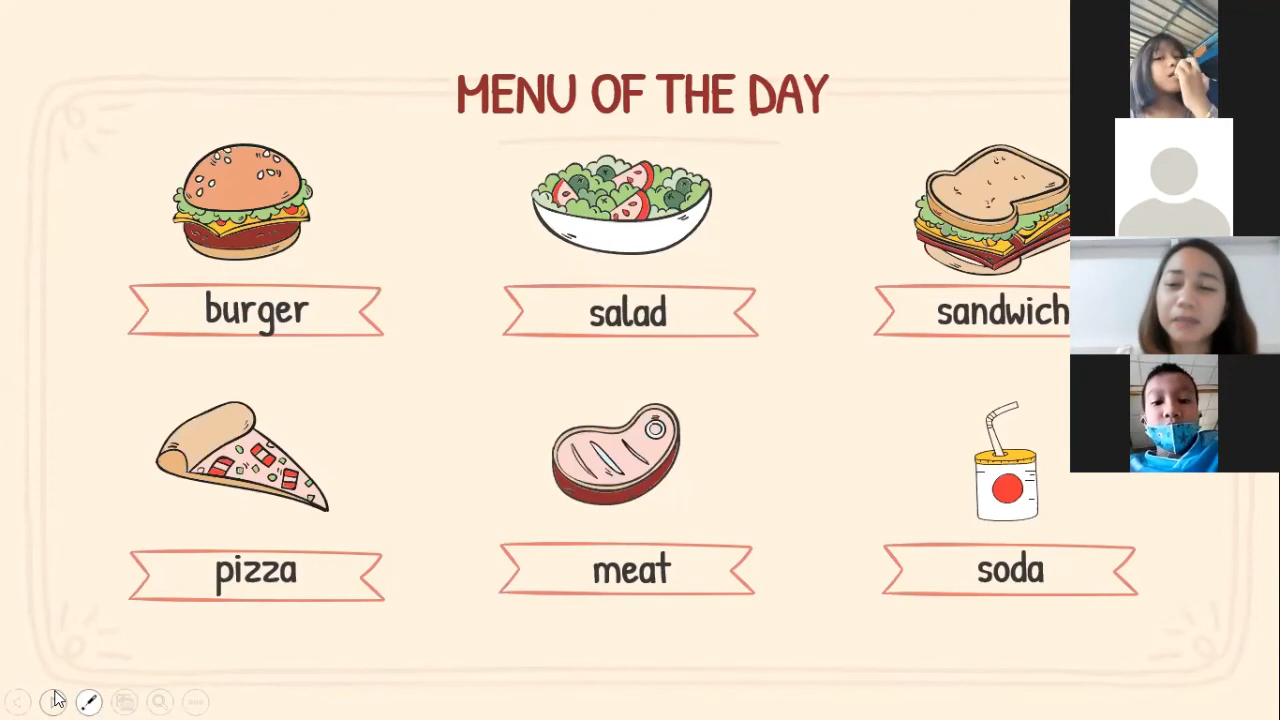 MENU OF THE DAY
burger
salad
sandwich
pizza
meat
soda